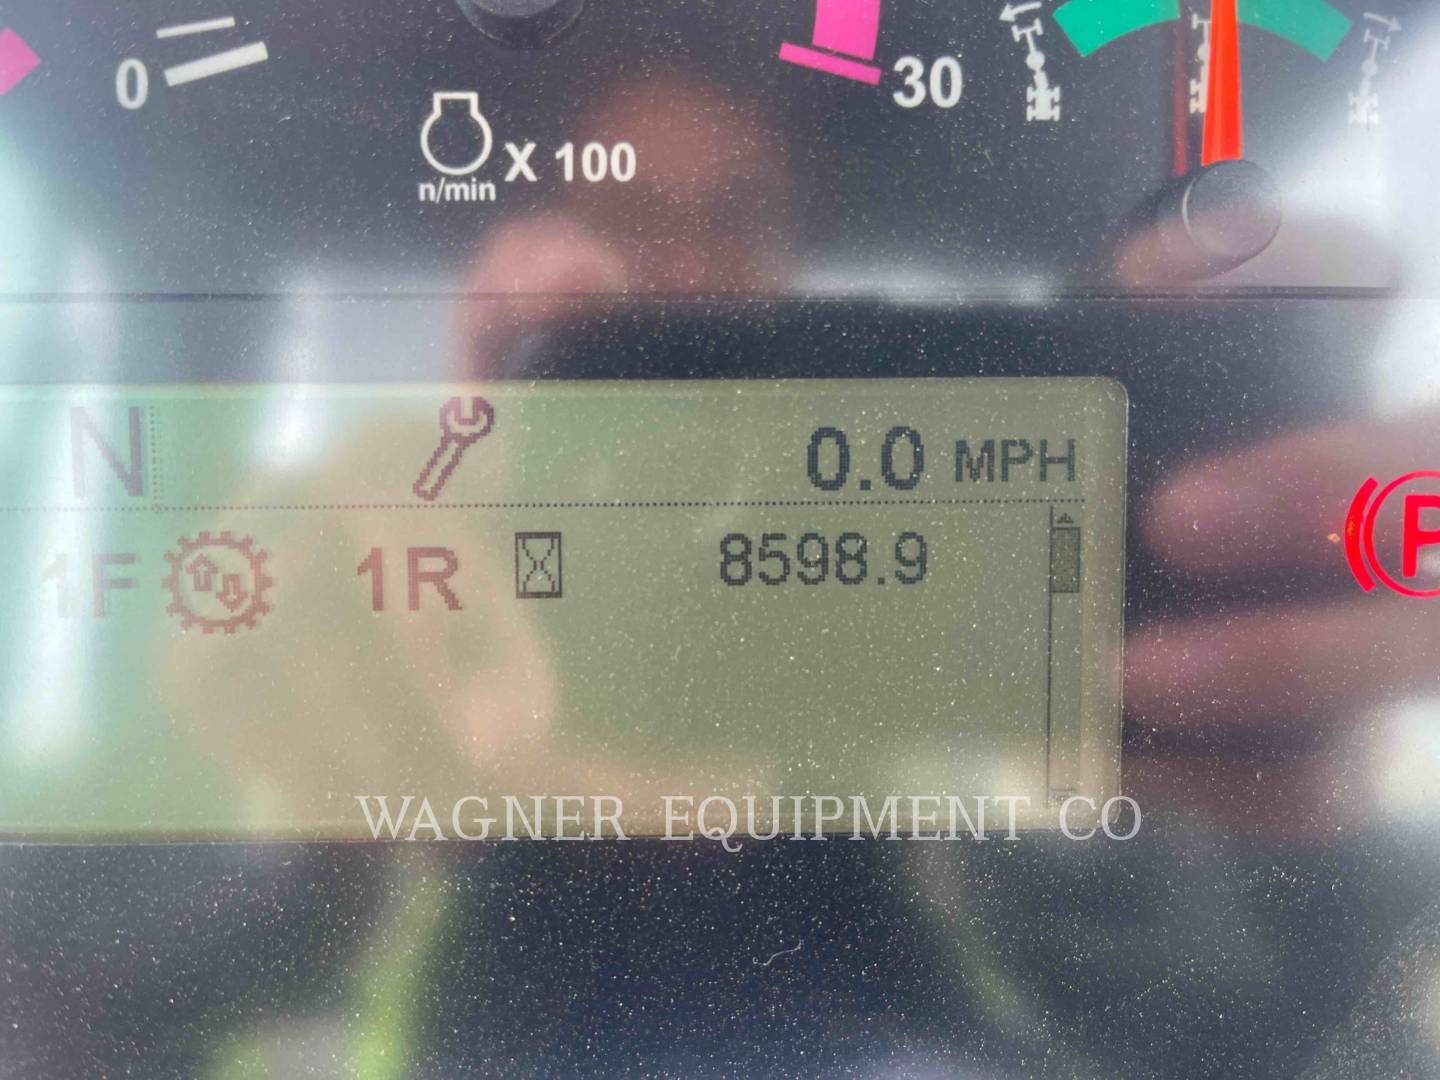 0
30
n/min X 100
N 0.0 MPH
1F 1R 8598.9
P
WAGNER EQUIPMENT CO